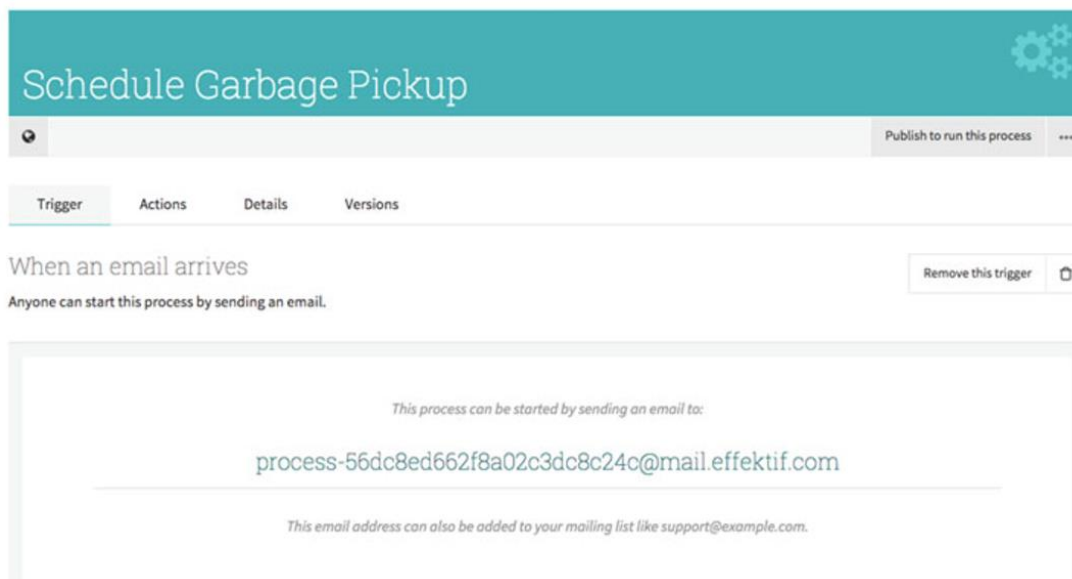 Schedule Garbage Pickup
Publish to run this process
Trigger Actions Details Versions
When an email arrives
Remove this trigger
Anyone can start this process by sending an email.
This process can be started by sending an email to:
process-56dc8ed662f8a02c3dc8c24c@mail.effektif.com
This email address can also be added to your mailing list like support@example.com.